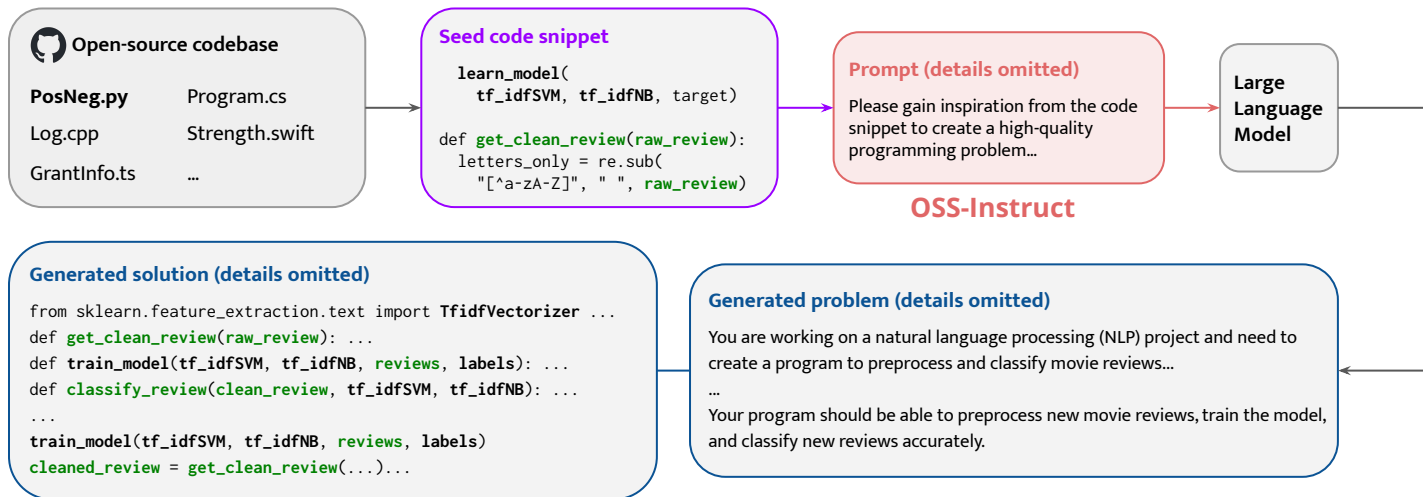 Open-source codebase
PosNeg.py Program.cs
Log.cpp Strength.swift
GrantInfo.ts ...
Seed code snippet
learn_model(
tf_idfSVM, tf_idfNB, target)
def get_clean_review(raw_review):
letters_only = re.sub(
"[^a-zA-Z]", " ", raw_review)
Prompt (details omitted)
Please gain inspiration from the code
snippet to create a high-quality
programming problem...
OSS-Instruct
Large
Language
Model
Generated solution (details omitted)
from sklearn.feature_extraction.text import TfidfVectorizer ...
def get_clean_review(raw_review): ...
def train_model(tf_idfSVM, tf_idfNB, reviews, labels): ...
def classify_review(clean_review, tf_idfSVM, tf_idfNB): ...
...
train_model(tf_idfSVM, tf_idfNB, reviews, labels)
cleaned_review = get_clean_review(...)...
Generated problem (details omitted)
You are working on a natural language processing (NLP) project and need to
create a program to preprocess and classify movie reviews...
...
Your program should be able to preprocess new movie reviews, train the model,
and classify new reviews accurately.